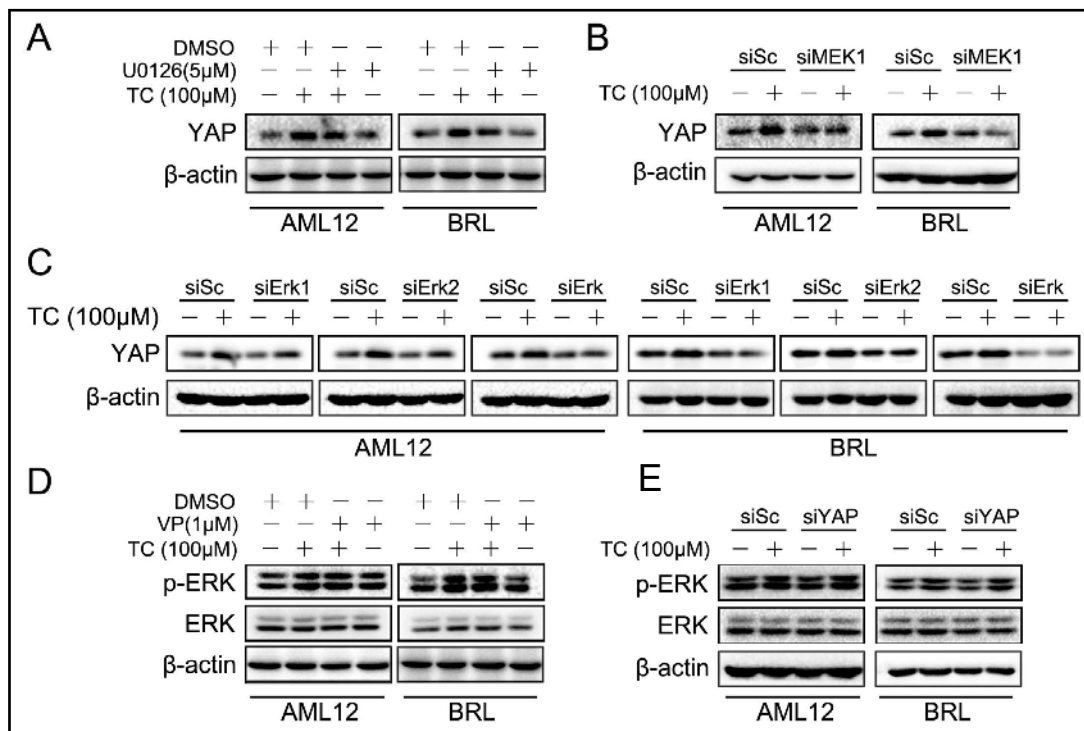 A
DMSO + + − − + + − −
U0126(5μM) − − + + − − + +
TC (100μM) − + + − − + + −
YAP
β-actin
AML12 BRL
B
siSc siMEK1 siSc siMEK1
TC (100μM) − + − + − + − +
YAP
β-actin
AML12 BRL
C
siSc siErk1 siSc siErk2 siSc siErk siSc siErk1 siSc siErk2 siSc siErk
TC (100μM) − + − + − + − + − + − + − + − + − + − + − + − +
YAP
β-actin
AML12 BRL
D
DMSO + + − − + + − −
VP(1μM) − − + + − − + +
TC (100μM) − + + − − + + −
p-ERK
ERK
β-actin
AML12 BRL
E
siSc siYAP siSc siYAP
TC (100μM) − + − + − + − +
p-ERK
ERK
β-actin
AML12 BRL